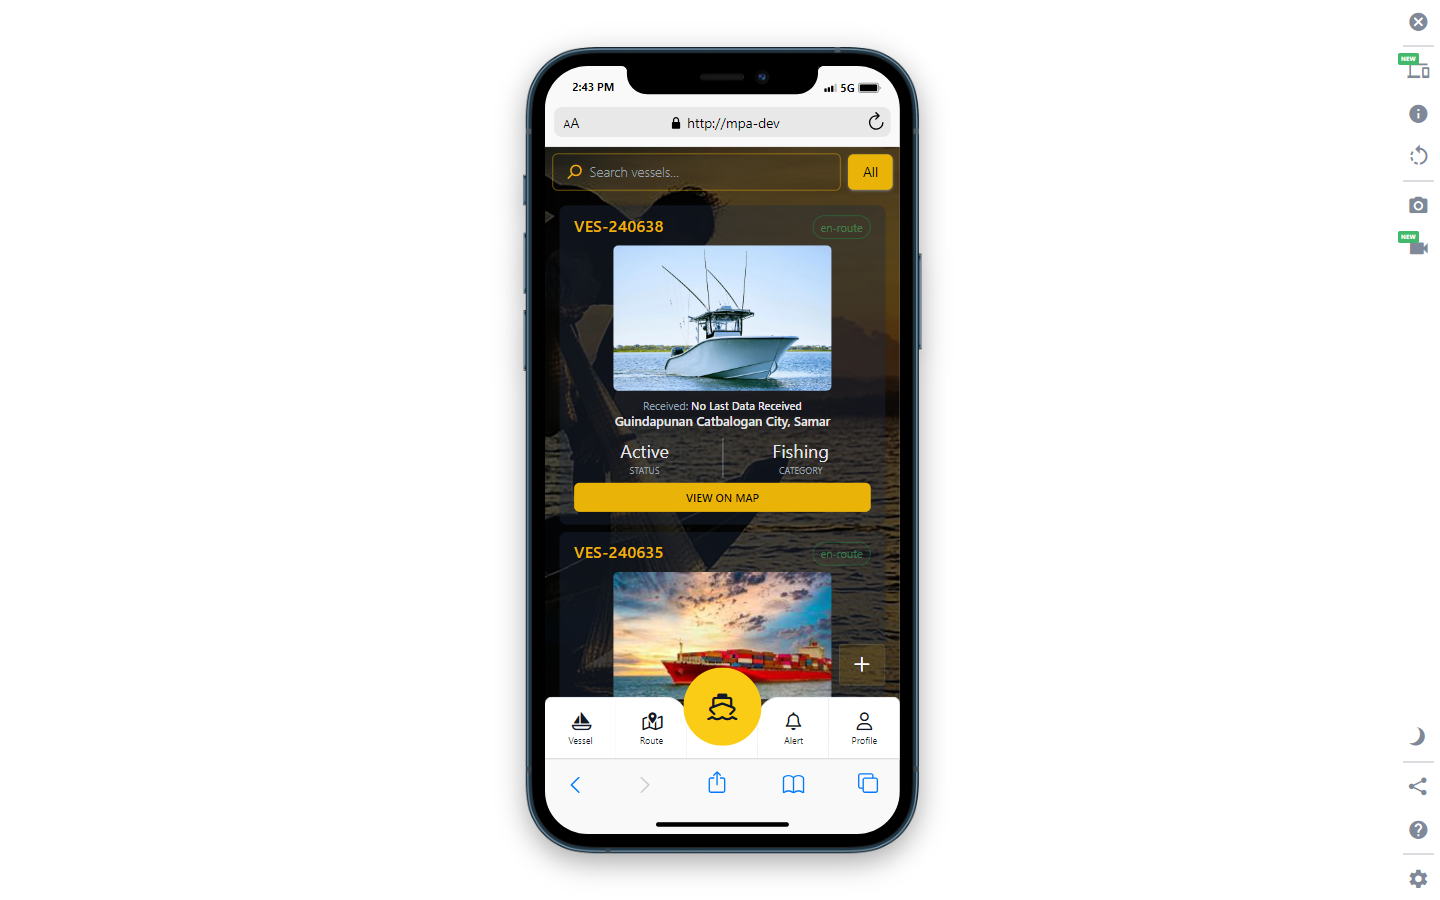 NEW
2:43 PM
5G
AA
http://mpa-dev
Search vessels...
All
VES-240638
en-route
Received: No Last Data Received
Guindapunan Catbalogan City, Samar
Active
Fishing
STATUS
CATEGORY
VIEW ON MAP
VES-240635
en-route
Vessel
Route
Alert
Profile
NEW